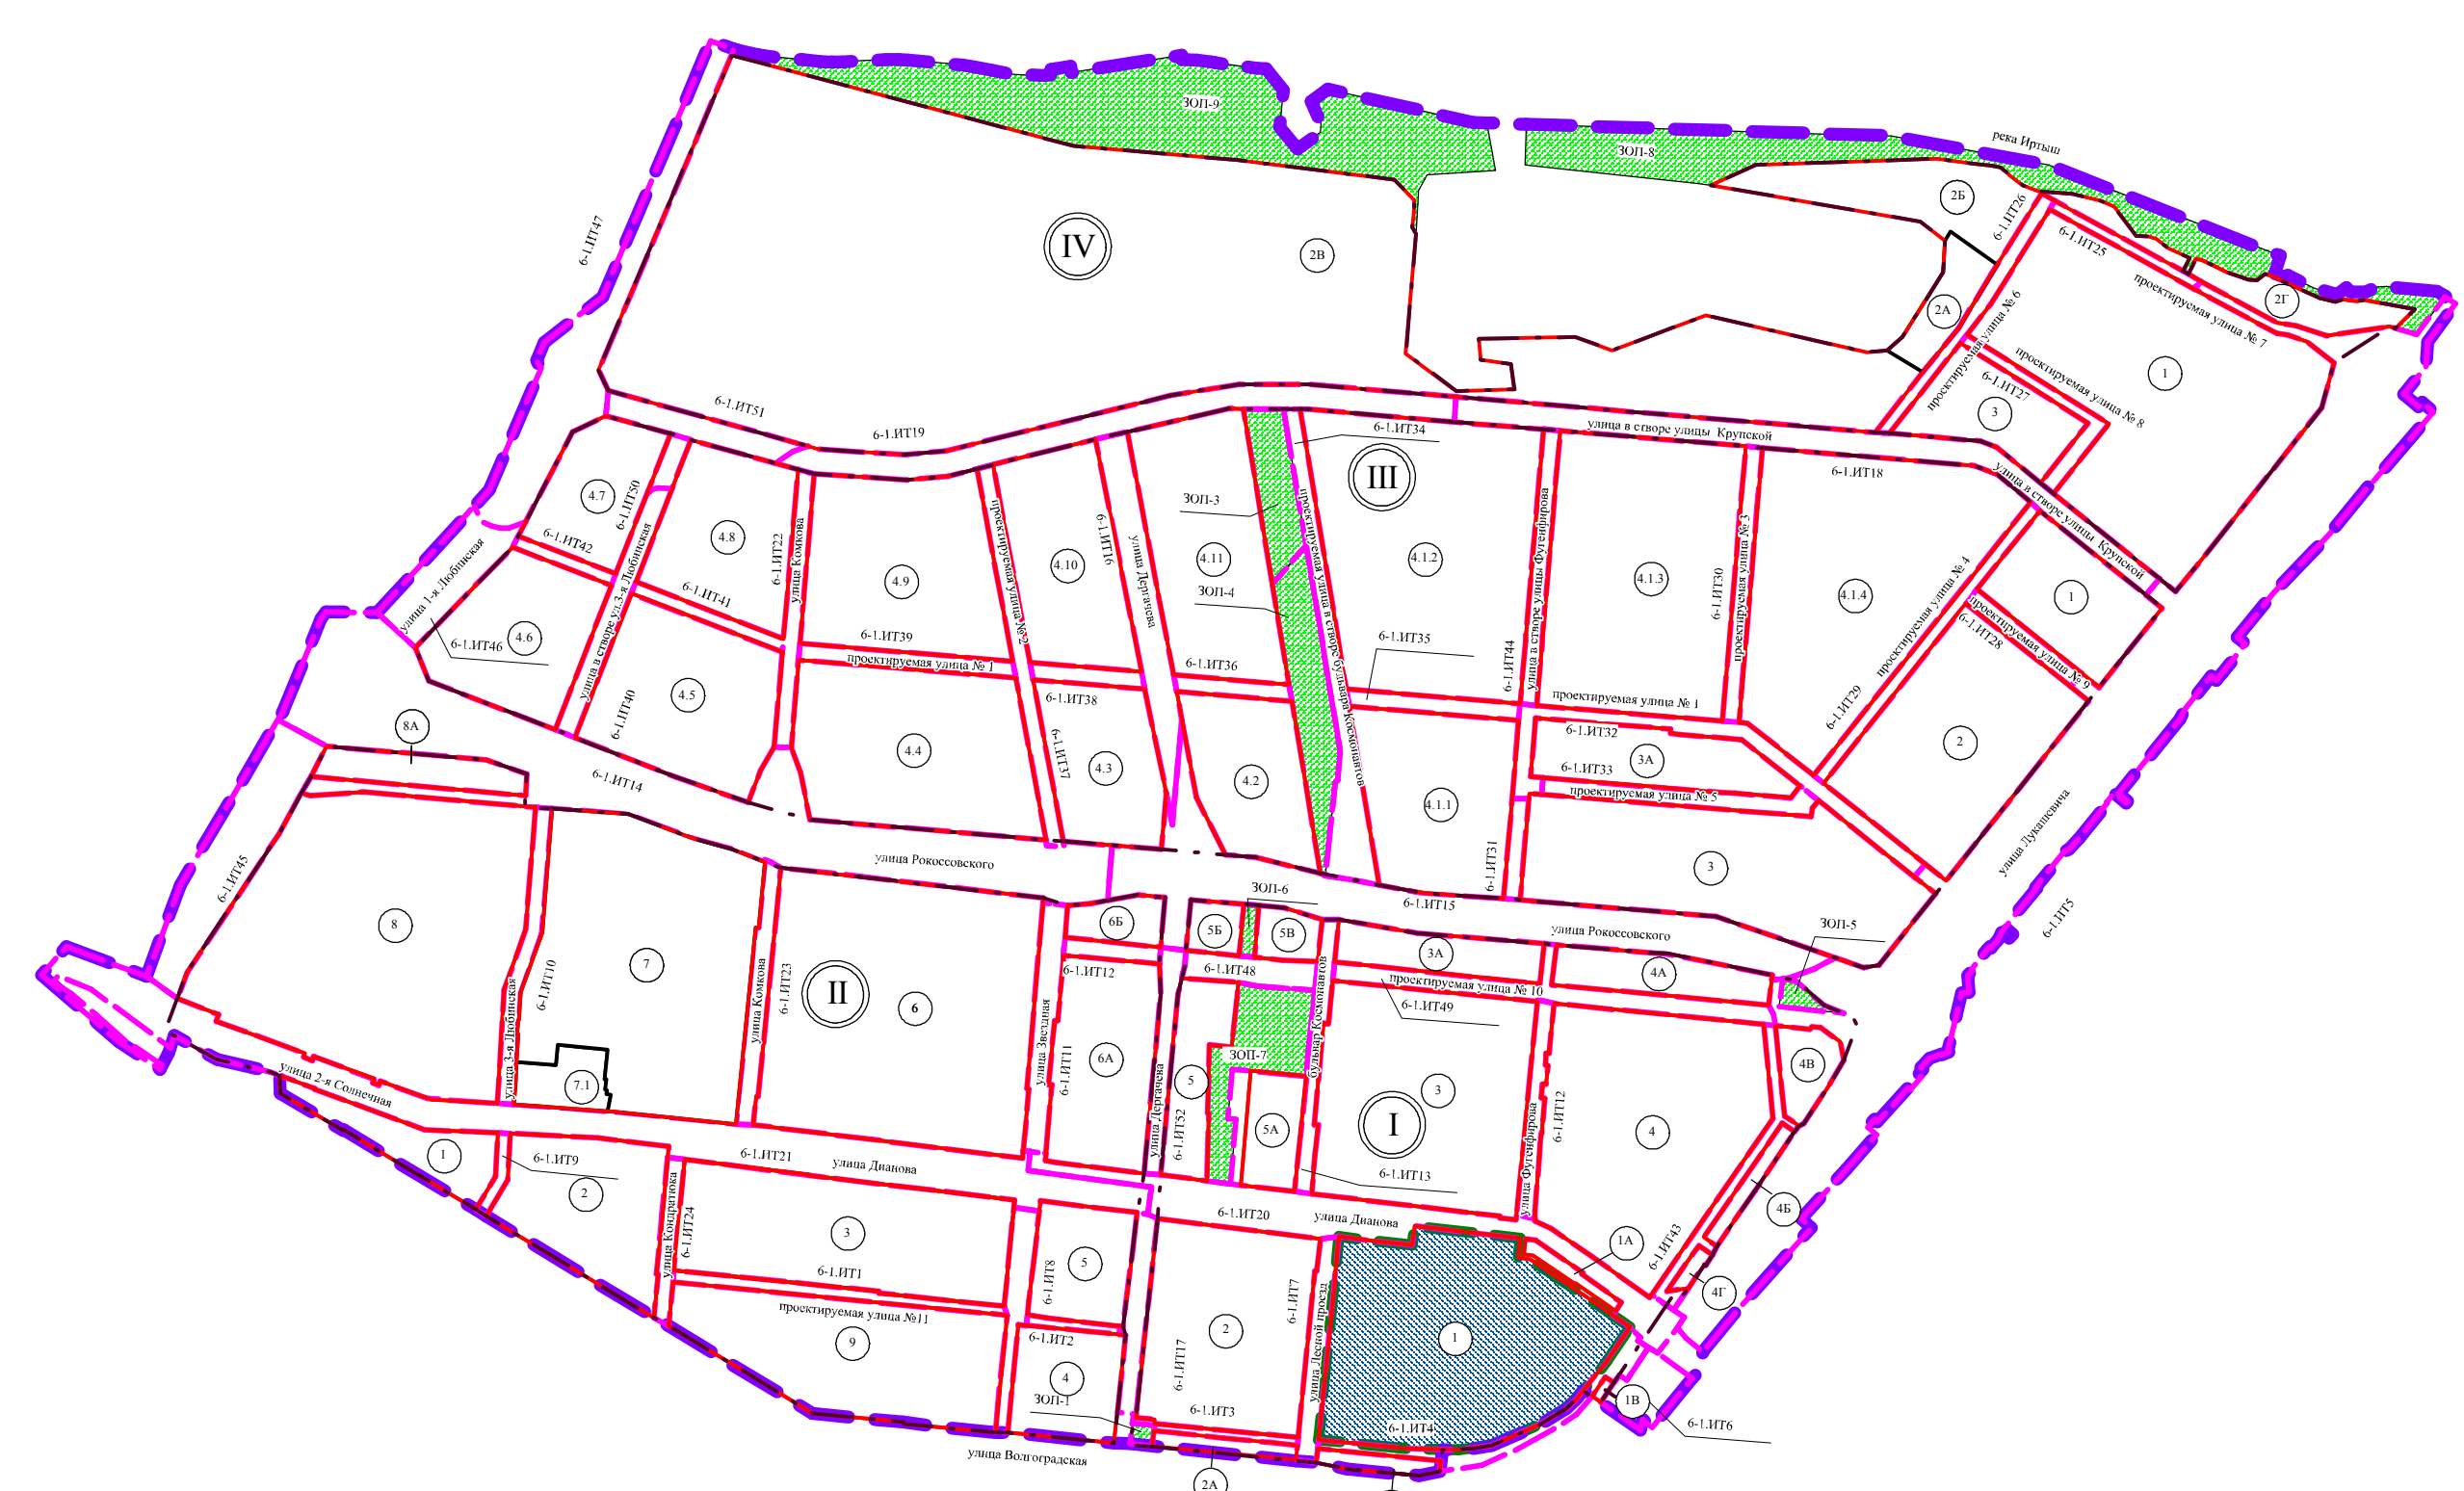 ЗОП-9
река Иртыш
ЗОП-8
2Б
6-1.ИТ26
6-1.ИТ47
IV
2В
6-1.ИТ25
2Г
проектируемая улица № 7
2А
проектируемая улица № 6
проектируемая улица № 8
1
6-1.ИТ27
3
6-1.ИТ51
6-1.ИТ19
6-1.ИТ34
улица в створе улицы Крупской
6-1.ИТ18
III
улица в створе улицы Крупской
4.7
6-1.ИТ50
ЗОП-3
4.8
6-1.ИТ42
6-1.ИТ22
улица Комкова
проектируемая улица № 2
6-1.ИТ16
улица Дергачева
4.10
4.11
проектируемая улица в створе бульвара Космонавтов
4.1.2
улица в створе улицы Фугенфирова
4.1.3
6-1.ИТ30
проектируемая улица № 3
4.1.4
4.9
ЗОП-4
1
улица 1-я Любинская
6-1.ИТ41
улица в створе ул.3-я Любинская
проектируемая улица № 4
проектируемая улица № 9
6-1.ИТ28
4.6
6-1.ИТ46
6-1.ИТ39
6-1.ИТ35
проектируемая улица № 1
6-1.ИТ36
6-1.ИТ44
4.5
6-1.ИТ40
6-1.ИТ38
проектируемая улица № 1
6-1.ИТ29
8А
6-1.ИТ32
2
4.4
6-1.ИТ37
4.3
4.2
3А
6-1.ИТ33
6-1.ИТ14
проектируемая улица № 5
4.1.1
улица Лукашевича
улица Рокоссовского
6-1.ИТ31
3
6-1.ИТ45
ЗОП-6
6-1.ИТ15
6-1.ИТ5
8
6Б
5Б
5В
улица Рокоссовского
ЗОП-5
3А
7
6-1.ИТ10
улица Комкова
6-1.ИТ23
II
6-1.ИТ12
6-1.ИТ48
4А
проектируемая улица № 10
6-1.ИТ49
6
улица 3-я Любинская
улица Звездная
6-1.ИТ11
6А
ЗОП-7
бульвар Космонавтов
4В
улица 2-я Солнечная
7.1
5
3
I
5А
6-1.ИТ12
4
улица Дергачева
6-1.ИТ52
улица Фугенфирова
1
6-1.ИТ9
6-1.ИТ21
улица Дианова
6-1.ИТ13
2
улица Кондратюка
6-1.ИТ24
6-1.ИТ20
улица Дианова
4Б
3
6-1.ИТ43
1А
5
6-1.ИТ8
6-1.ИТ1
6-1.ИТ7
4Г
проектируемая улица №11
улица Лесной проезд
9
6-1.ИТ2
2
1
6-1.ИТ17
4
ЗОП-1
6-1.ИТ3
6-1.ИТ4
1В
6-1.ИТ6
улица Волгоградская
2А